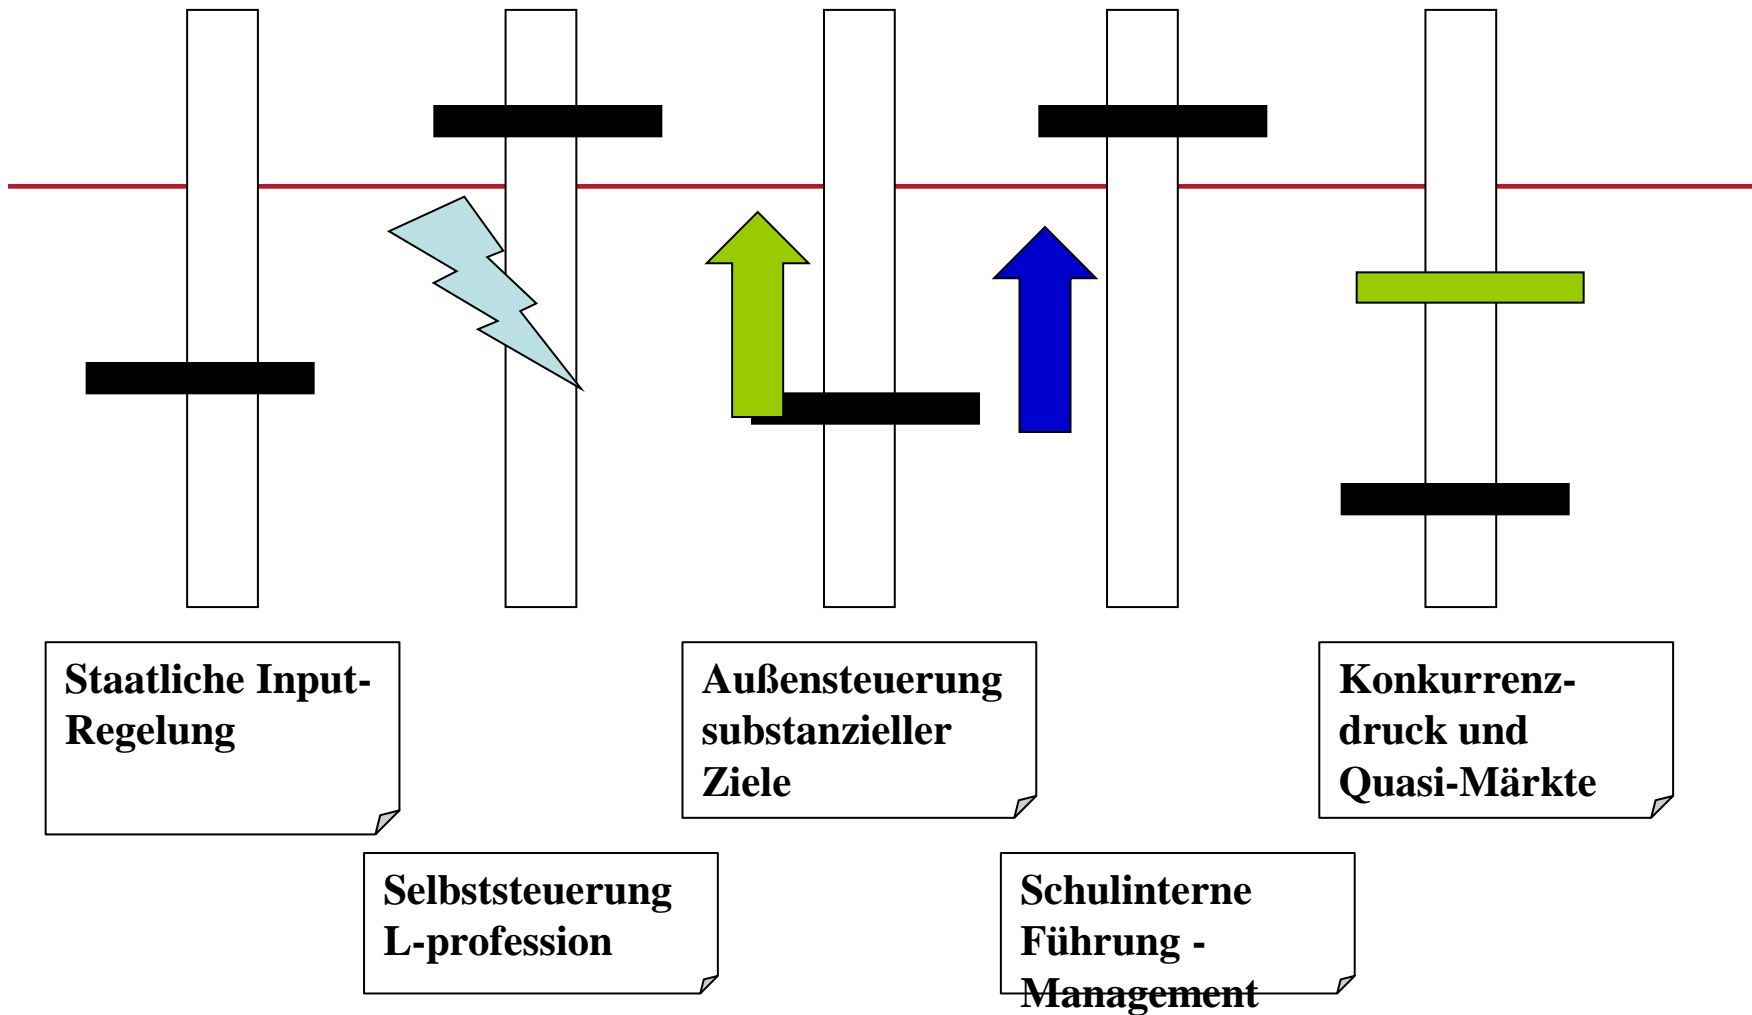 Staatliche Input-
Regelung
Selbststeuerung
L-profession
Außensteuerung
substanzieller
Ziele
Schulinterne
Führung -
Management
Konkurrenz-
druck und
Quasi-Märkte